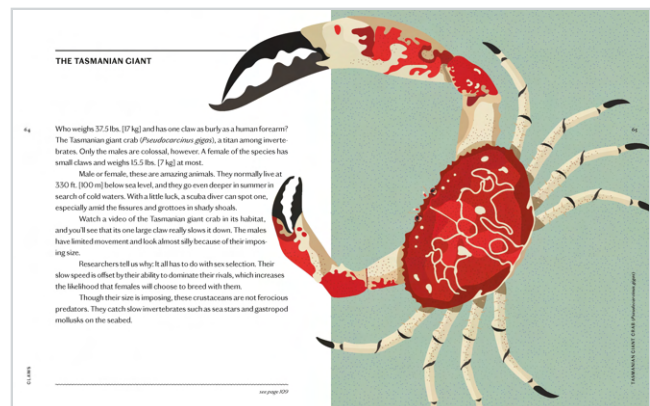 THE TASMANIAN GIANT
64
Who weighs 37.5 lbs. [17 kg] and has one claw as burly as a human forearm?
The Tasmanian giant crab (Pseudocarcinus gigas), a titan among inverte-
brates. Only the males are colossal, however. A female of the species has
small claws and weighs 15.5 lbs. [7 kg] at most.
Male or female, these are amazing animals. They normally live at
330 ft. [100 m] below sea level, and they go even deeper in summer in
search of cold waters. With a little luck, a scuba diver can spot one,
especially amid the fissures and grottoes in shady shoals.
Watch a video of the Tasmanian giant crab in its habitat,
and you'll see that its one large claw really slows it down. The males
have limited movement and look almost silly because of their impos-
ing size.
Researchers tell us why: It all has to do with sex selection. Their
slow speed is offset by their ability to dominate their rivals, which increases
the likelihood that females will choose to breed with them.
Though their size is imposing, these crustaceans are not ferocious
predators. They catch slow invertebrates such as sea stars and gastropod
mollusks on the seabed.
CLAWS
see page 109
65
TASMANIAN GIANT CRAB (Pseudocarcinus gigas)